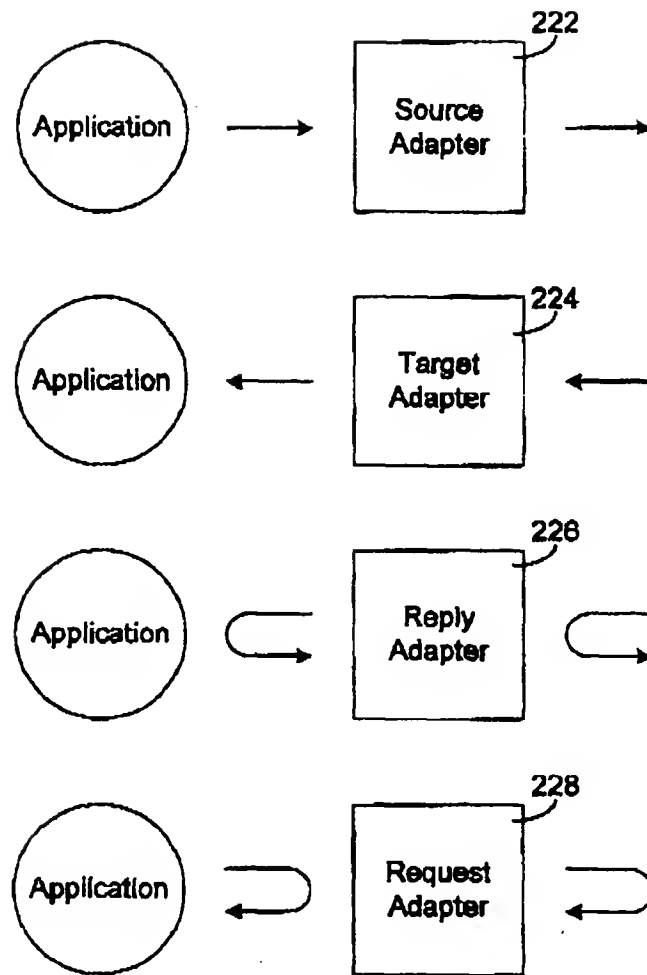 222
Application
Source
Adapter
224
Application
Target
Adapter
226
Application
Reply
Adapter
228
Application
Request
Adapter